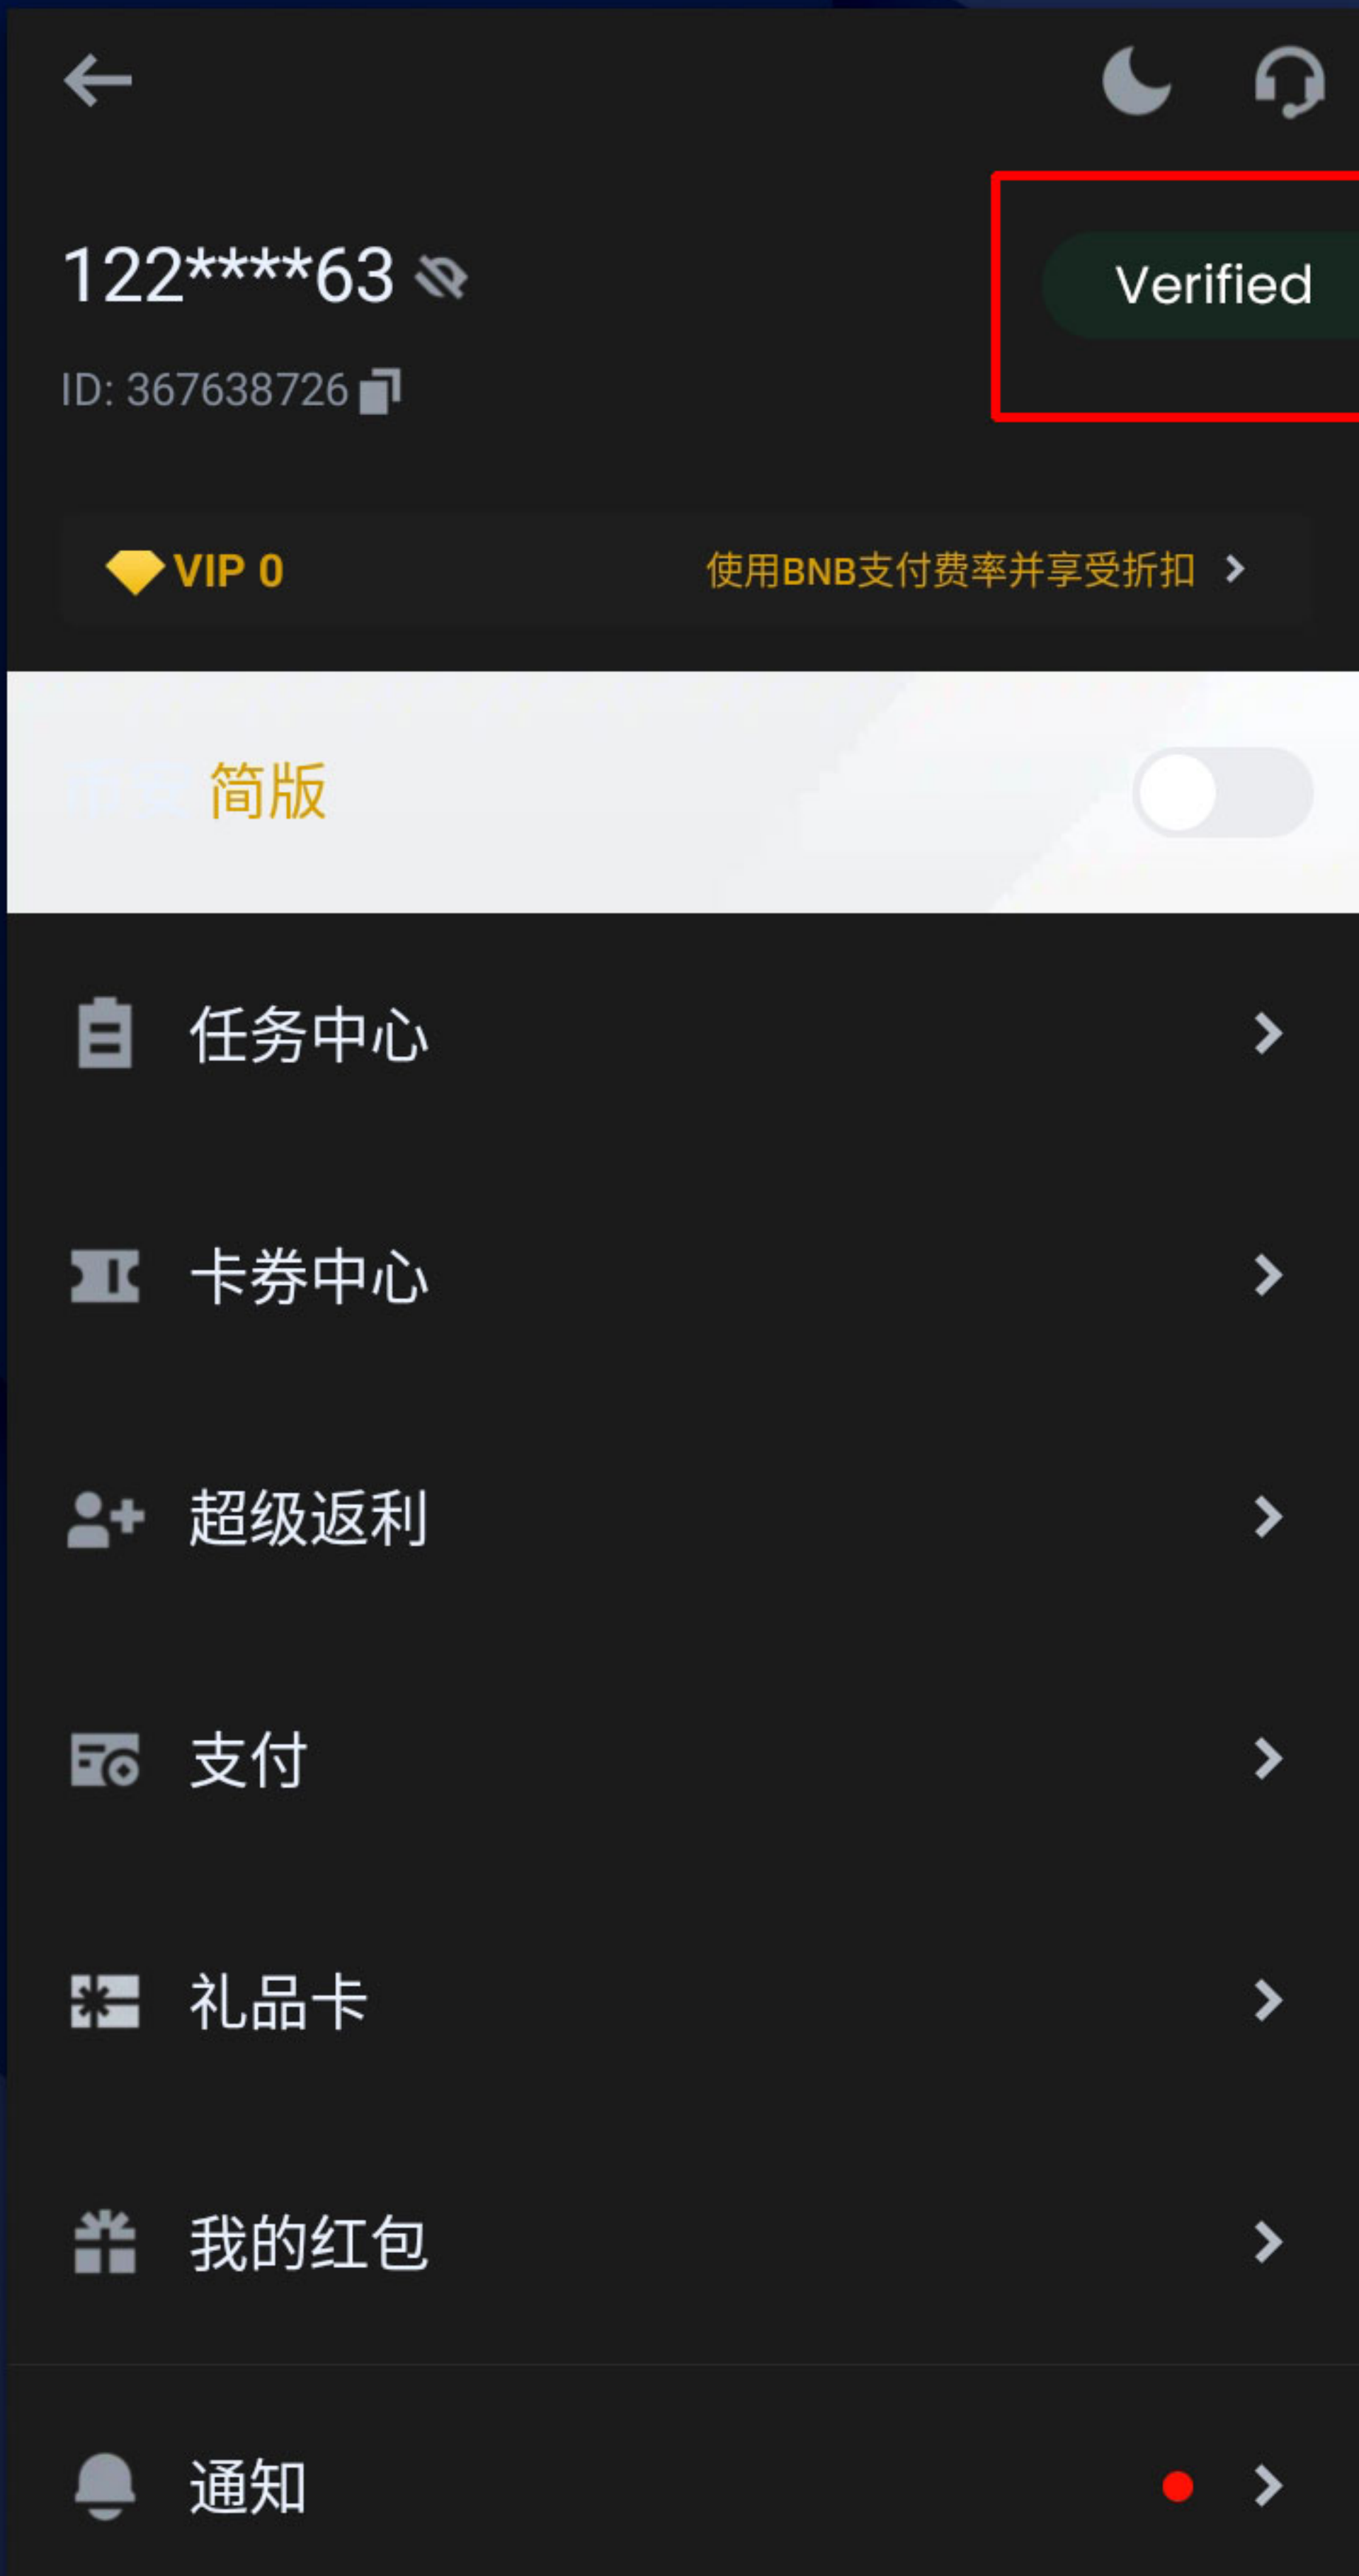 122****63
Verified
ID: 367638726
VIP 0
使用BNB支付费率并享受折扣
币安 简版
任务中心
卡券中心
超级返利
支付
礼品卡
我的红包
通知